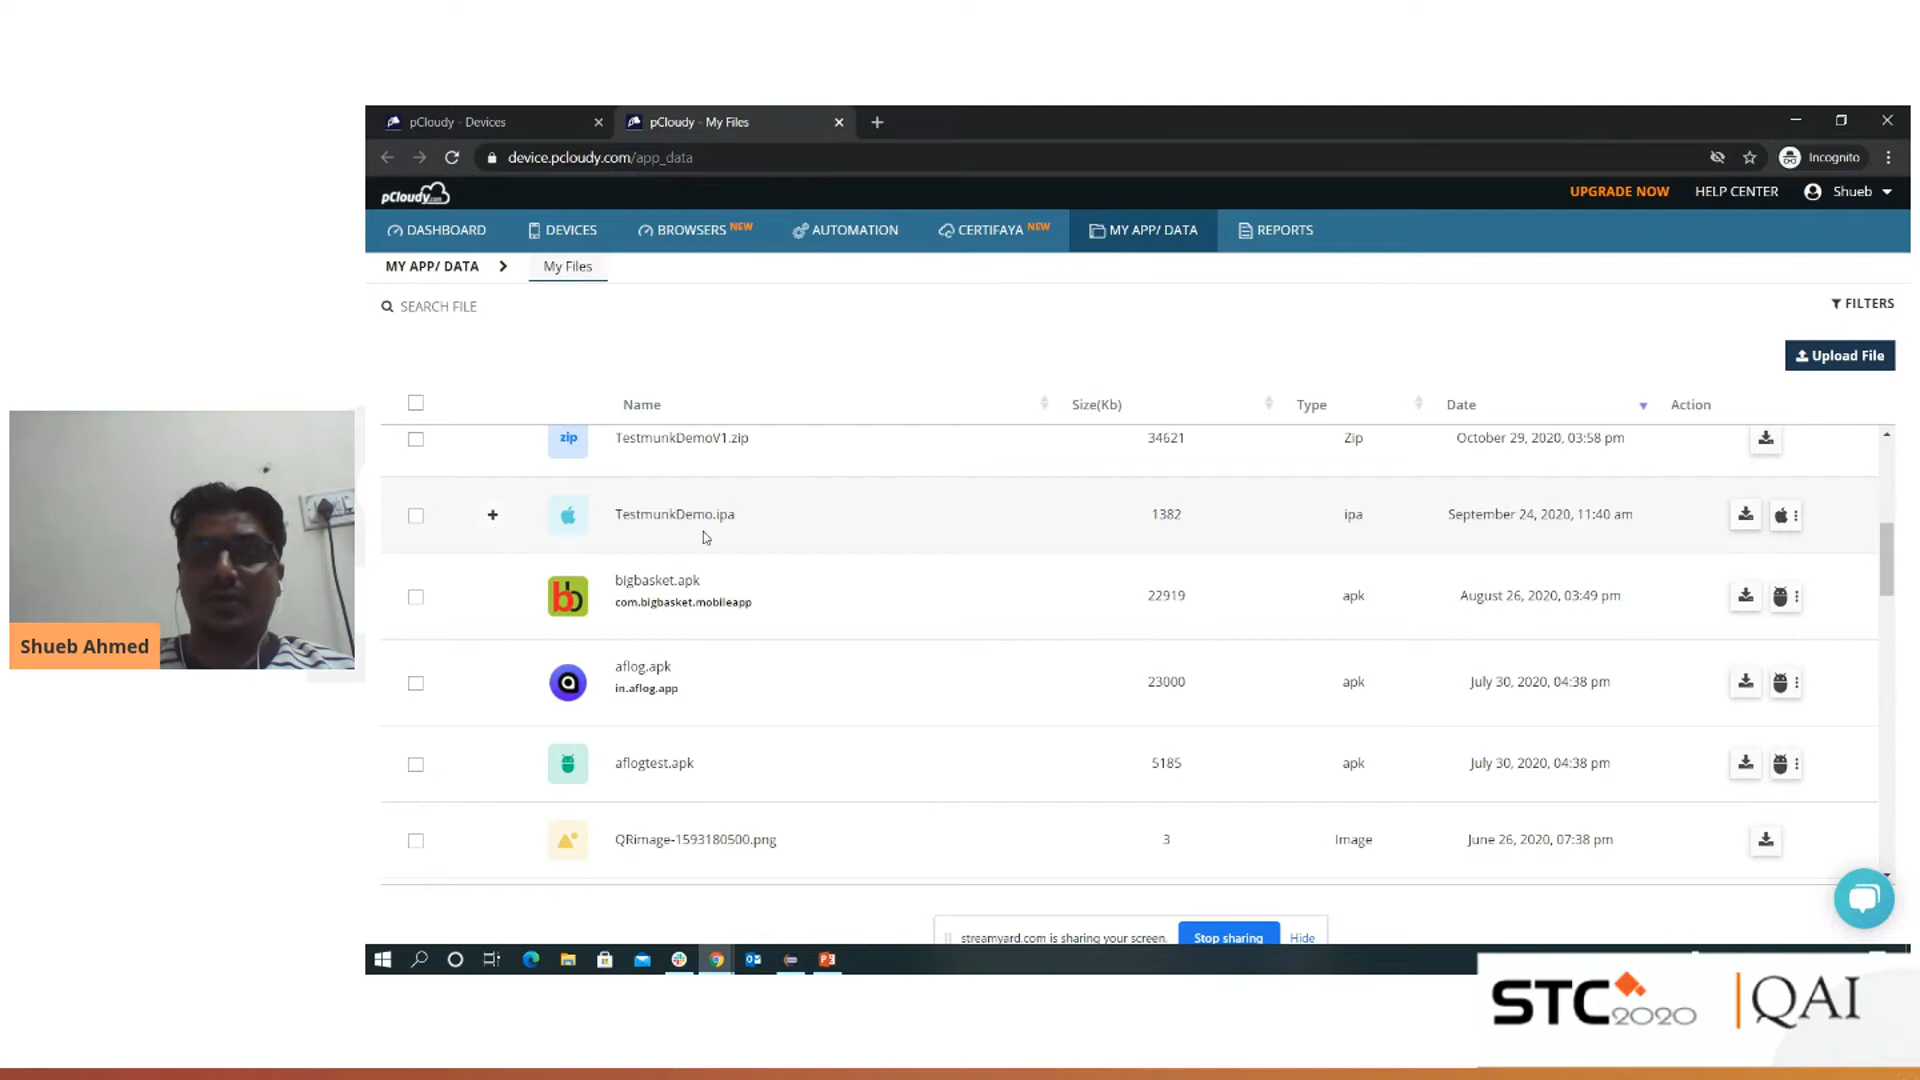 pCloudy - Devices
pCloudy - My Files
device.pcloudy.com/app_data
Incognito
pCloudy.com
UPGRADE NOW
HELP CENTER
Shueb
DASHBOARD
DEVICES
BROWSERS NEW
AUTOMATION
CERTIFAYA NEW
MY APP/ DATA
REPORTS
MY APP/ DATA
My Files
SEARCH FILE
FILTERS
Upload File
Name Size(Kb) Type Date Action
zip TestmunkDemoV1.zip 34621 Zip October 29, 2020, 03:58 pm
TestmunkDemo.ipa 1382 ipa September 24, 2020, 11:40 am
bb bigbasket.apk 22919 apk August 26, 2020, 03:49 pm
com.bigbasket.mobileapp
a aflog.apk 23000 apk July 30, 2020, 04:38 pm
in.aflog.app
aflogtest.apk 5185 apk July 30, 2020, 04:38 pm
QRimage-1593180500.png 3 Image June 26, 2020, 07:38 pm
Shueb Ahmed
streamyard.com is sharing your screen.
Stop sharing
Hide
STC 2020
QAI